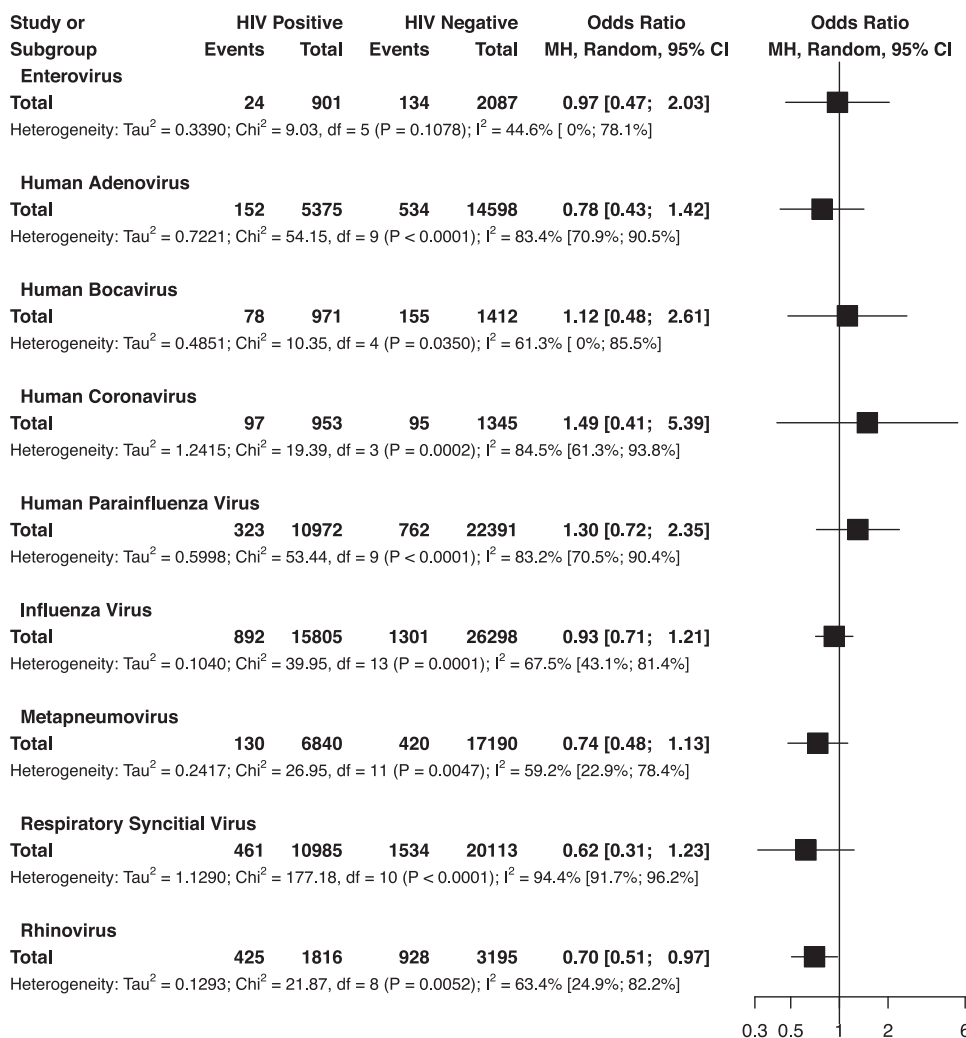 Study or HIV Positive HIV Negative Odds Ratio Odds Ratio
Subgroup Events Total Events Total MH, Random, 95% CI MH, Random, 95% CI
Enterovirus
Total 24 901 134 2087 0.97 [0.47; 2.03]
Heterogeneity: Tau² = 0.3390; Chi² = 9.03, df = 5 (P = 0.1078); I² = 44.6% [ 0%; 78.1%]
Human Adenovirus
Total 152 5375 534 14598 0.78 [0.43; 1.42]
Heterogeneity: Tau² = 0.7221; Chi² = 54.15, df = 9 (P < 0.0001); I² = 83.4% [70.9%; 90.5%]
Human Bocavirus
Total 78 971 155 1412 1.12 [0.48; 2.61]
Heterogeneity: Tau² = 0.4851; Chi² = 10.35, df = 4 (P = 0.0350); I² = 61.3% [ 0%; 85.5%]
Human Coronavirus
Total 97 953 95 1345 1.49 [0.41; 5.39]
Heterogeneity: Tau² = 1.2415; Chi² = 19.39, df = 3 (P = 0.0002); I² = 84.5% [61.3%; 93.8%]
Human Parainfluenza Virus
Total 323 10972 762 22391 1.30 [0.72; 2.35]
Heterogeneity: Tau² = 0.5998; Chi² = 53.44, df = 9 (P < 0.0001); I² = 83.2% [70.5%; 90.4%]
Influenza Virus
Total 892 15805 1301 26298 0.93 [0.71; 1.21]
Heterogeneity: Tau² = 0.1040; Chi² = 39.95, df = 13 (P = 0.0001); I² = 67.5% [43.1%; 81.4%]
Metapneumovirus
Total 130 6840 420 17190 0.74 [0.48; 1.13]
Heterogeneity: Tau² = 0.2417; Chi² = 26.95, df = 11 (P = 0.0047); I² = 59.2% [22.9%; 78.4%]
Respiratory Syncitial Virus
Total 461 10985 1534 20113 0.62 [0.31; 1.23]
Heterogeneity: Tau² = 1.1290; Chi² = 177.18, df = 10 (P < 0.0001); I² = 94.4% [91.7%; 96.2%]
Rhinovirus
Total 425 1816 928 3195 0.70 [0.51; 0.97]
Heterogeneity: Tau² = 0.1293; Chi² = 21.87, df = 8 (P = 0.0052); I² = 63.4% [24.9%; 82.2%]
0.3 0.5 1 2 6